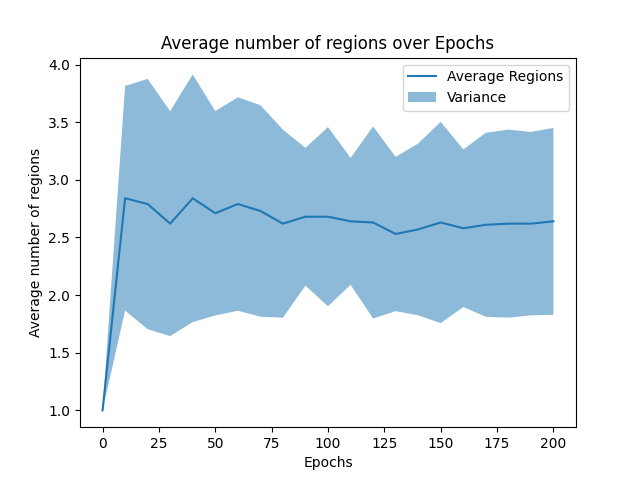 Average number of regions over Epochs
Average number of regions
4.0
3.5
3.0
2.5
2.0
1.5
1.0
Average Regions
Variance
0 25 50 75 100 125 150 175 200
Epochs